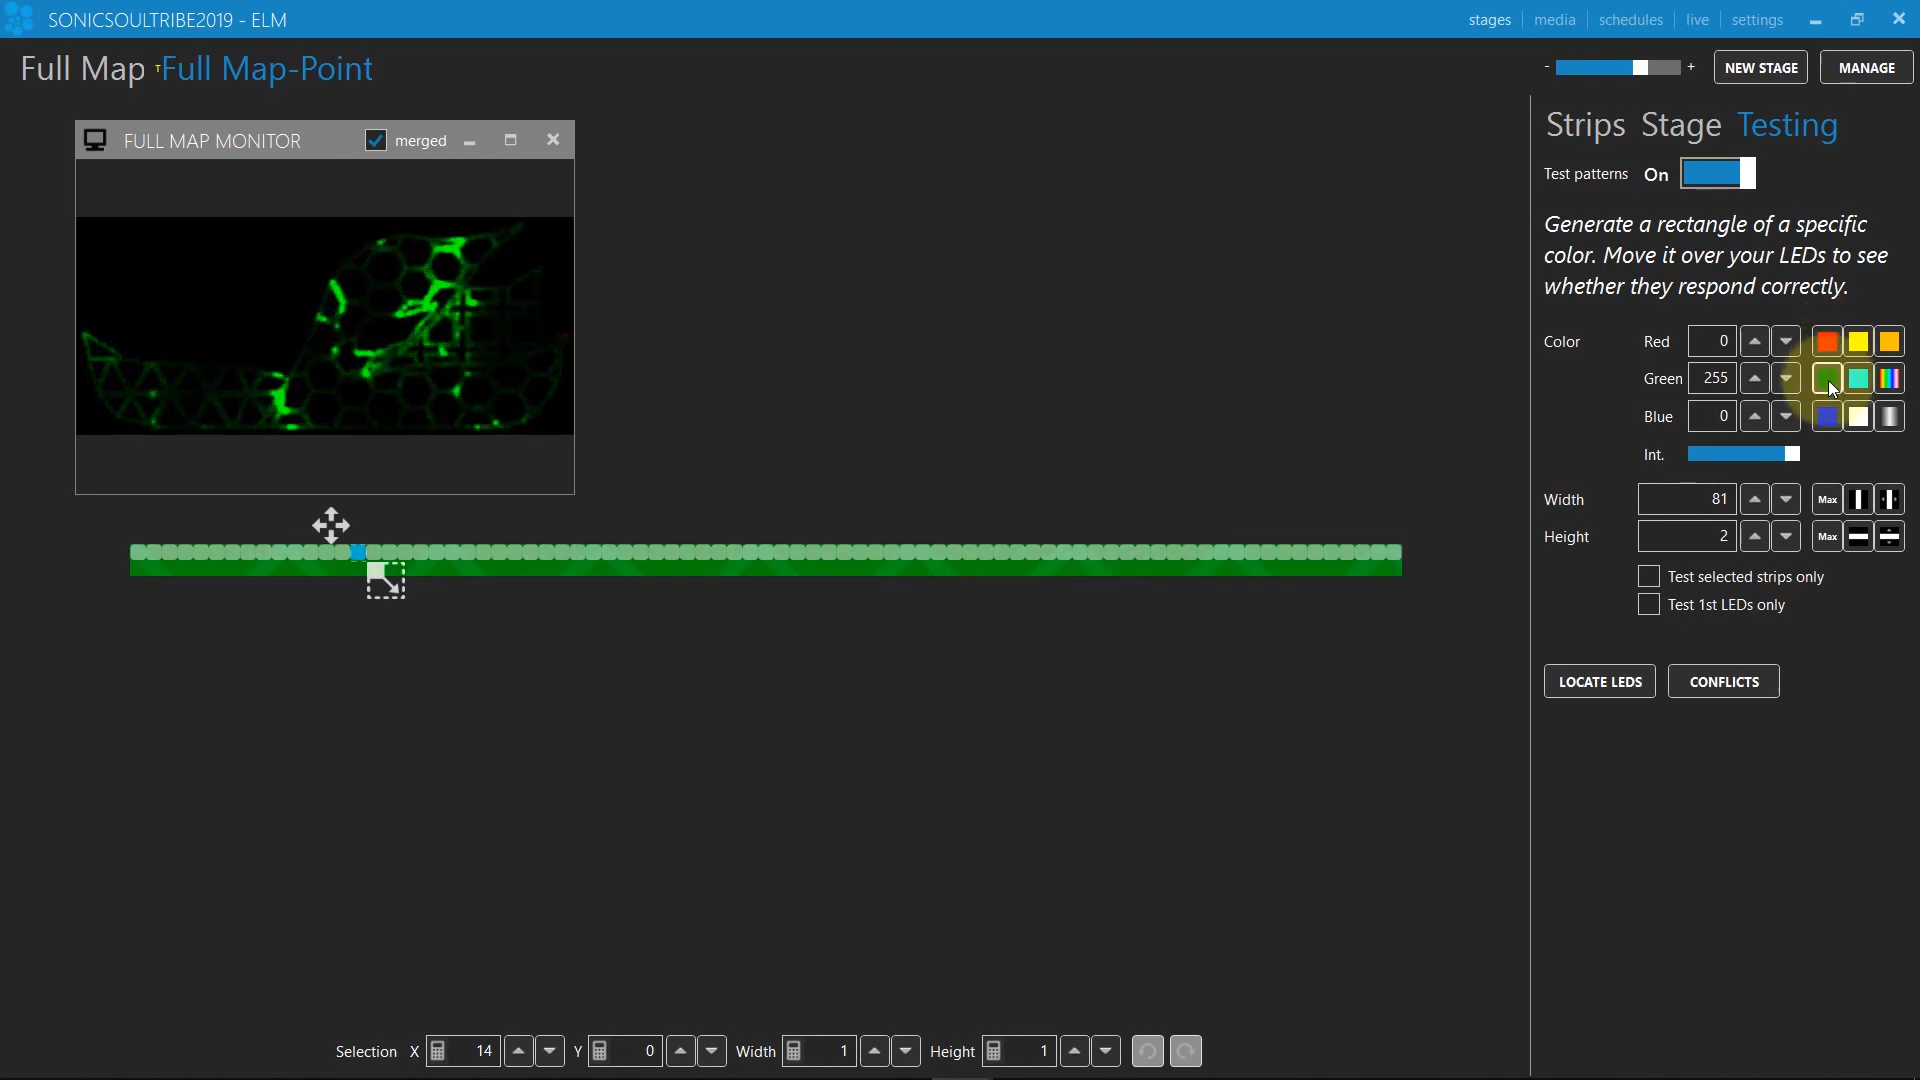 SONICSOULTRIBE2019 - ELM
stages media schedules live settings
Full Map TFull Map-Point
- +
NEW STAGE MANAGE
FULL MAP MONITOR merged
Strips Stage Testing
Test patterns On
Generate a rectangle of a specific
color. Move it over your LEDs to see
whether they respond correctly.
Color Red 0
Green 255
Blue 0
Int.
Width 81 Max
Height 2 Max
Test selected strips only
Test 1st LEDs only
LOCATE LEDS CONFLICTS
Selection X 14 Y 0 Width 1 Height 1